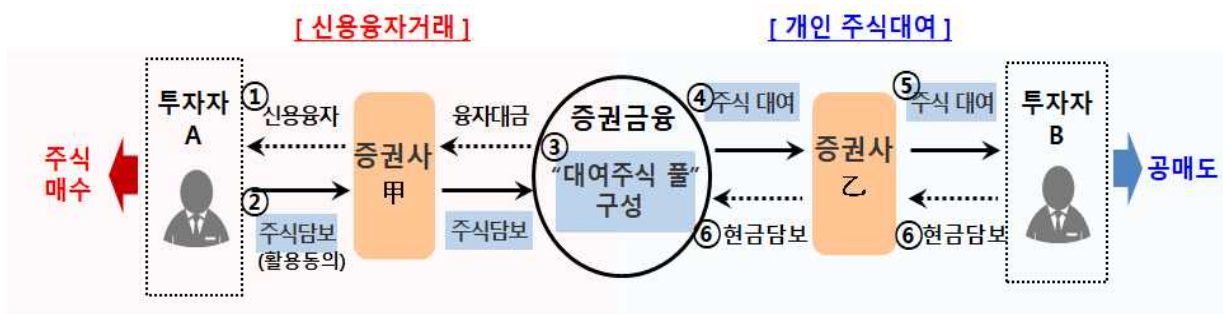 [ 신용융자거래 ]
[ 개인 주식대여 ]
주식
매수
투자자
A
①
신용융자
②
주식담보
(활용동의)
증권사
甲
융자대금
주식담보
증권금융
③
“대여주식 풀”
구성
④주식 대여
⑥현금담보
증권사
乙
⑤
주식 대여
⑥현금담보
투자자
B
공매도